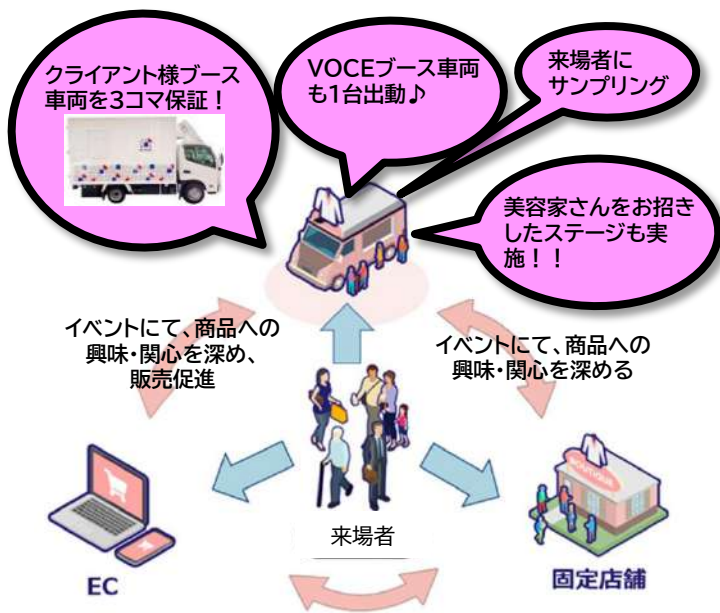 クライアント様ブース
車両を3コマ保証！
VOCEブース車両
も1台出動♪
来場者に
サンプリング
美容家さんをお招き
したステージも実
施！！
イベントにて、商品への
興味・関心を深め、
販売促進
イベントにて、商品への
興味・関心を深める
BOUTIQUE
来場者
EC
固定店舗